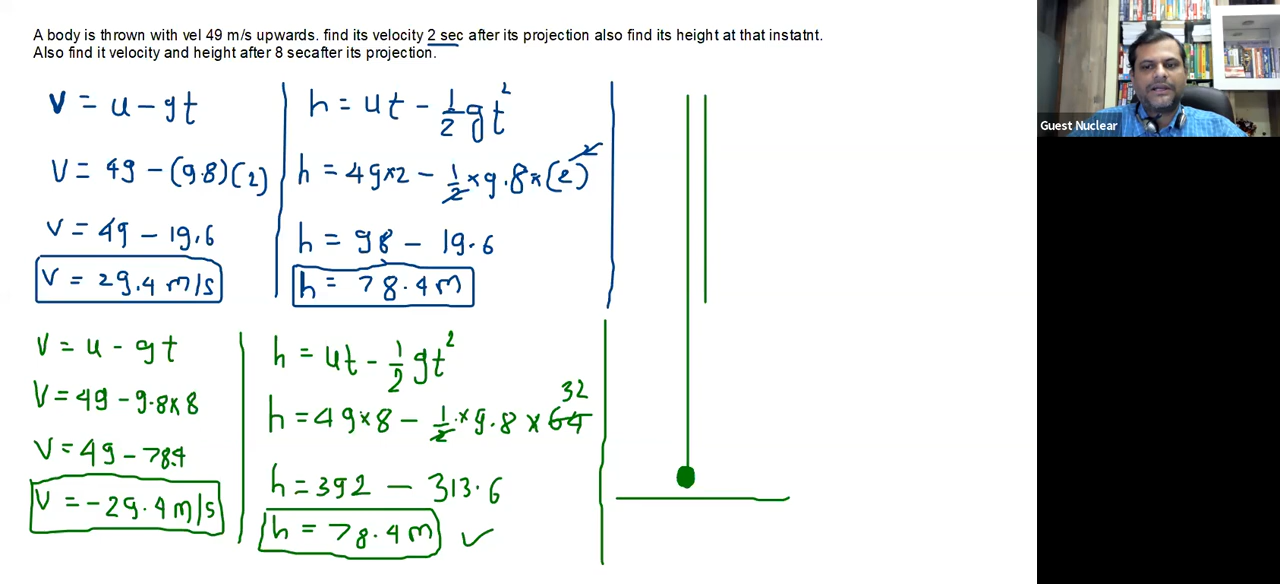 A body is thrown with vel 49 m/s upwards. find its velocity 2 sec after its projection also find its height at that instatnt.
Also find it velocity and height after 8 secafter its projection.
v = u - gt
v = 49 - (9.8)(2)
v = 49 - 19.6
v = 29.4 m/s
h = ut - 1/2 gt²
h = 49×2 - 1/2 × 9.8 × (2)²
h = 98 - 19.6
h = 78.4 m
v = u - gt
v = 49 - 9.8×8
v = 49 - 78.4
v = -29.4 m/s
h = ut - 1/2 gt²
32
h = 49×8 - 1/2 × 9.8 × 64
h = 392 - 313.6
h = 78.4 m ✓
Guest Nuclear